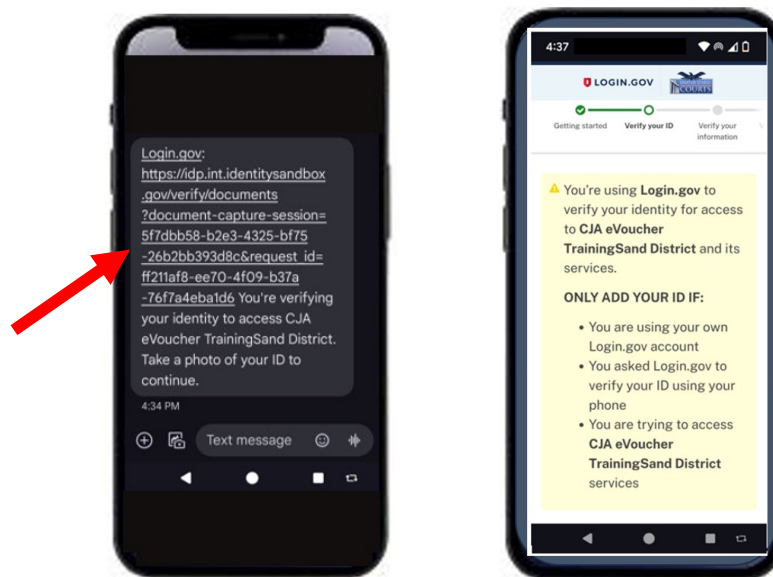 Login.gov:
https://idp.int.identitysandbox
.gov/verify/documents
?document-capture-session=
5f7dbb58-b2e3-4325-bf75
-26b2bb393d8c&request_id=
ff211af8-ee70-4f09-b37a
-76f7a4eba1d6 You're verifying
your identity to access CJA
eVoucher TrainingSand District.
Take a photo of your ID to
continue.
4:34 PM
Text message
4:37
LOGIN.GOV
COURTS
Getting started
Verify your ID
Verify your
information
You're using Login.gov to
verify your identity for access
to CJA eVoucher
TrainingSand District and its
services.
ONLY ADD YOUR ID IF:
• You are using your own
Login.gov account
• You asked Login.gov to
verify your ID using your
phone
• You are trying to access
CJA eVoucher
TrainingSand District
services